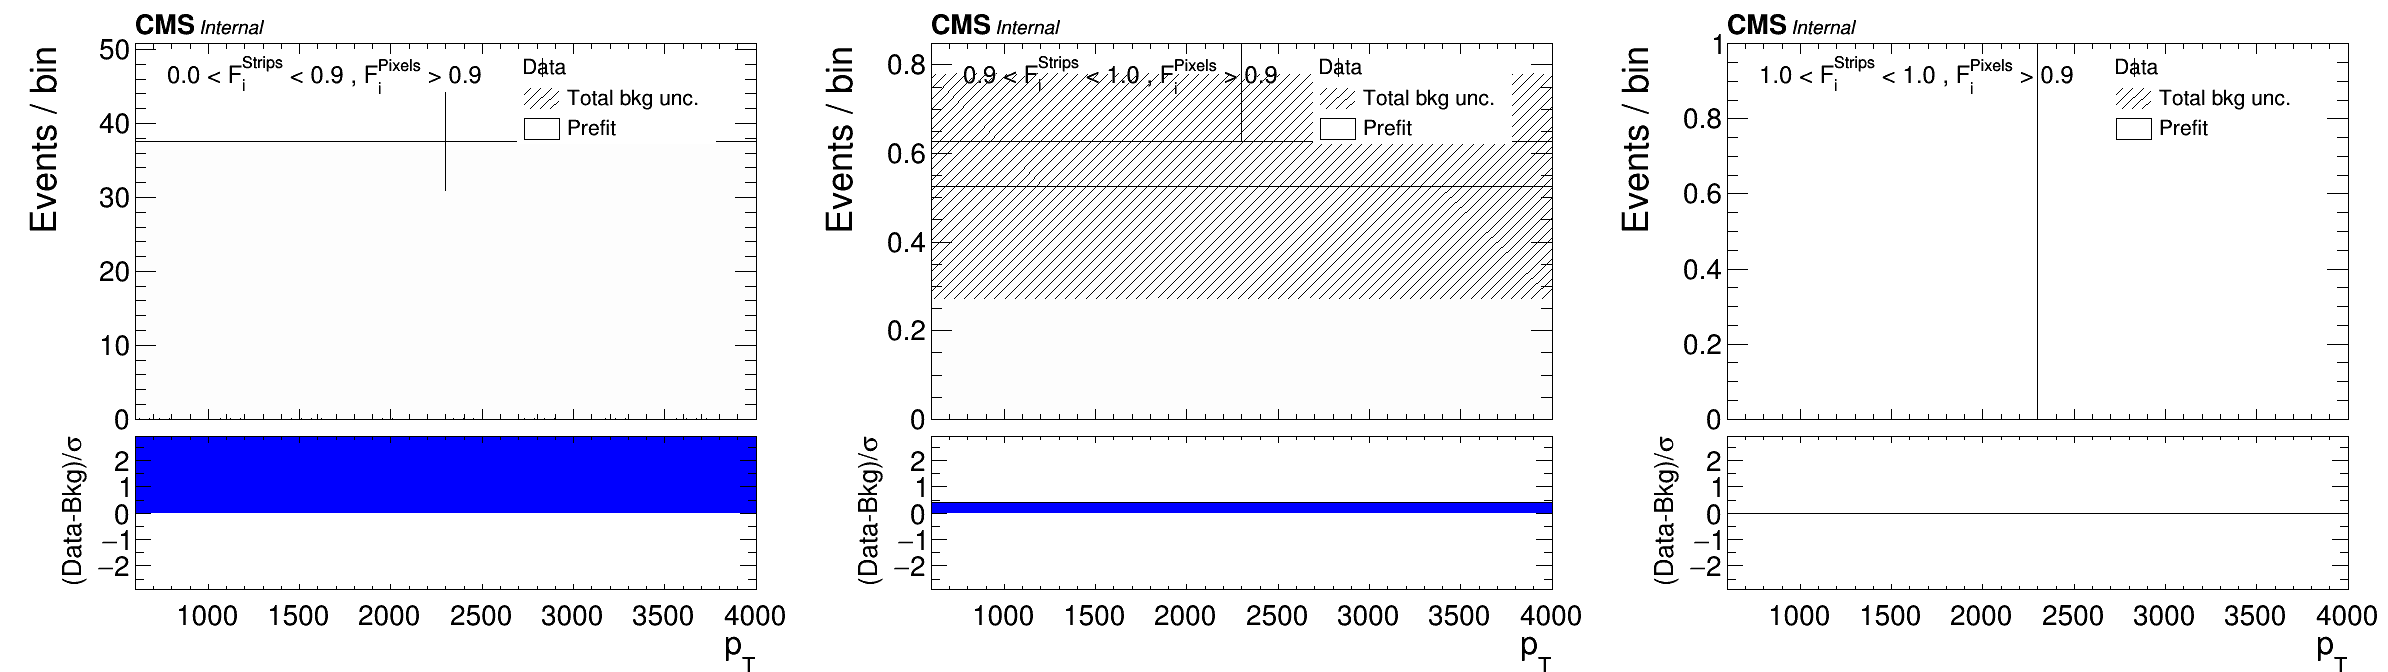 CMS Internal
Events / bin
50
40
30
20
10
0
0.0 < F_i^Strips < 0.9 , F_i^Pixels > 0.9
Data
Total bkg unc.
Prefit
(Data-Bkg)/σ
2
1
0
−1
−2
1000 1500 2000 2500 3000 3500 4000
p_T
CMS Internal
Events / bin
0.8
0.6
0.4
0.2
0
0.9 < F_i^Strips < 1.0 , F_i^Pixels > 0.9
Data
Total bkg unc.
Prefit
(Data-Bkg)/σ
2
1
0
−1
−2
1000 1500 2000 2500 3000 3500 4000
p_T
CMS Internal
Events / bin
1
0.8
0.6
0.4
0.2
0
1.0 < F_i^Strips < 1.0 , F_i^Pixels > 0.9
Data
Total bkg unc.
Prefit
(Data-Bkg)/σ
2
1
0
−1
−2
1000 1500 2000 2500 3000 3500 4000
p_T